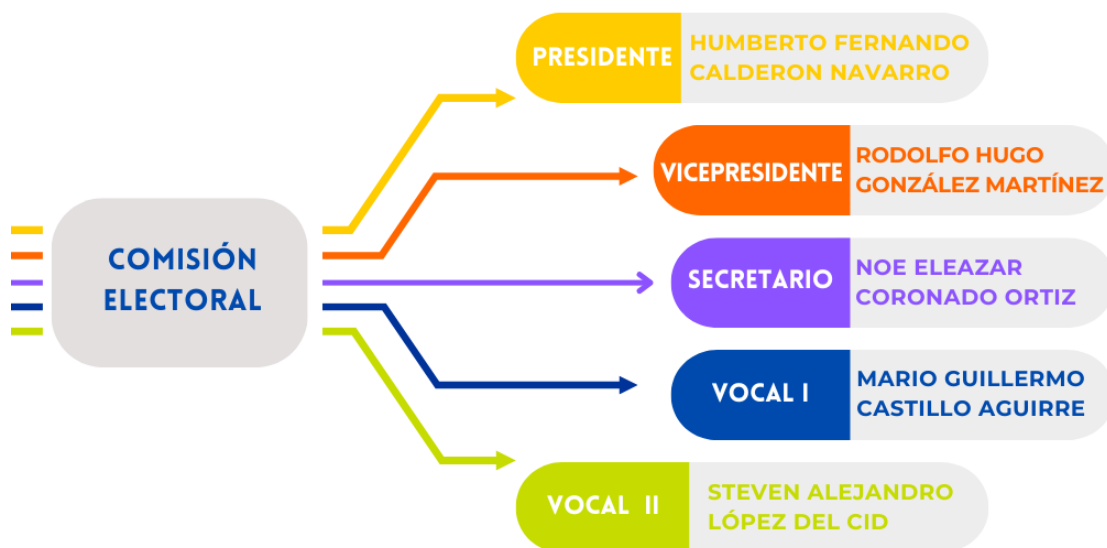 COMISIÓN
ELECTORAL
PRESIDENTE
HUMBERTO FERNANDO
CALDERON NAVARRO
VICEPRESIDENTE
RODOLFO HUGO
GONZÁLEZ MARTÍNEZ
SECRETARIO
NOE ELEAZAR
CORONADO ORTIZ
VOCAL I
MARIO GUILLERMO
CASTILLO AGUIRRE
VOCAL II
STEVEN ALEJANDRO
LÓPEZ DEL CID